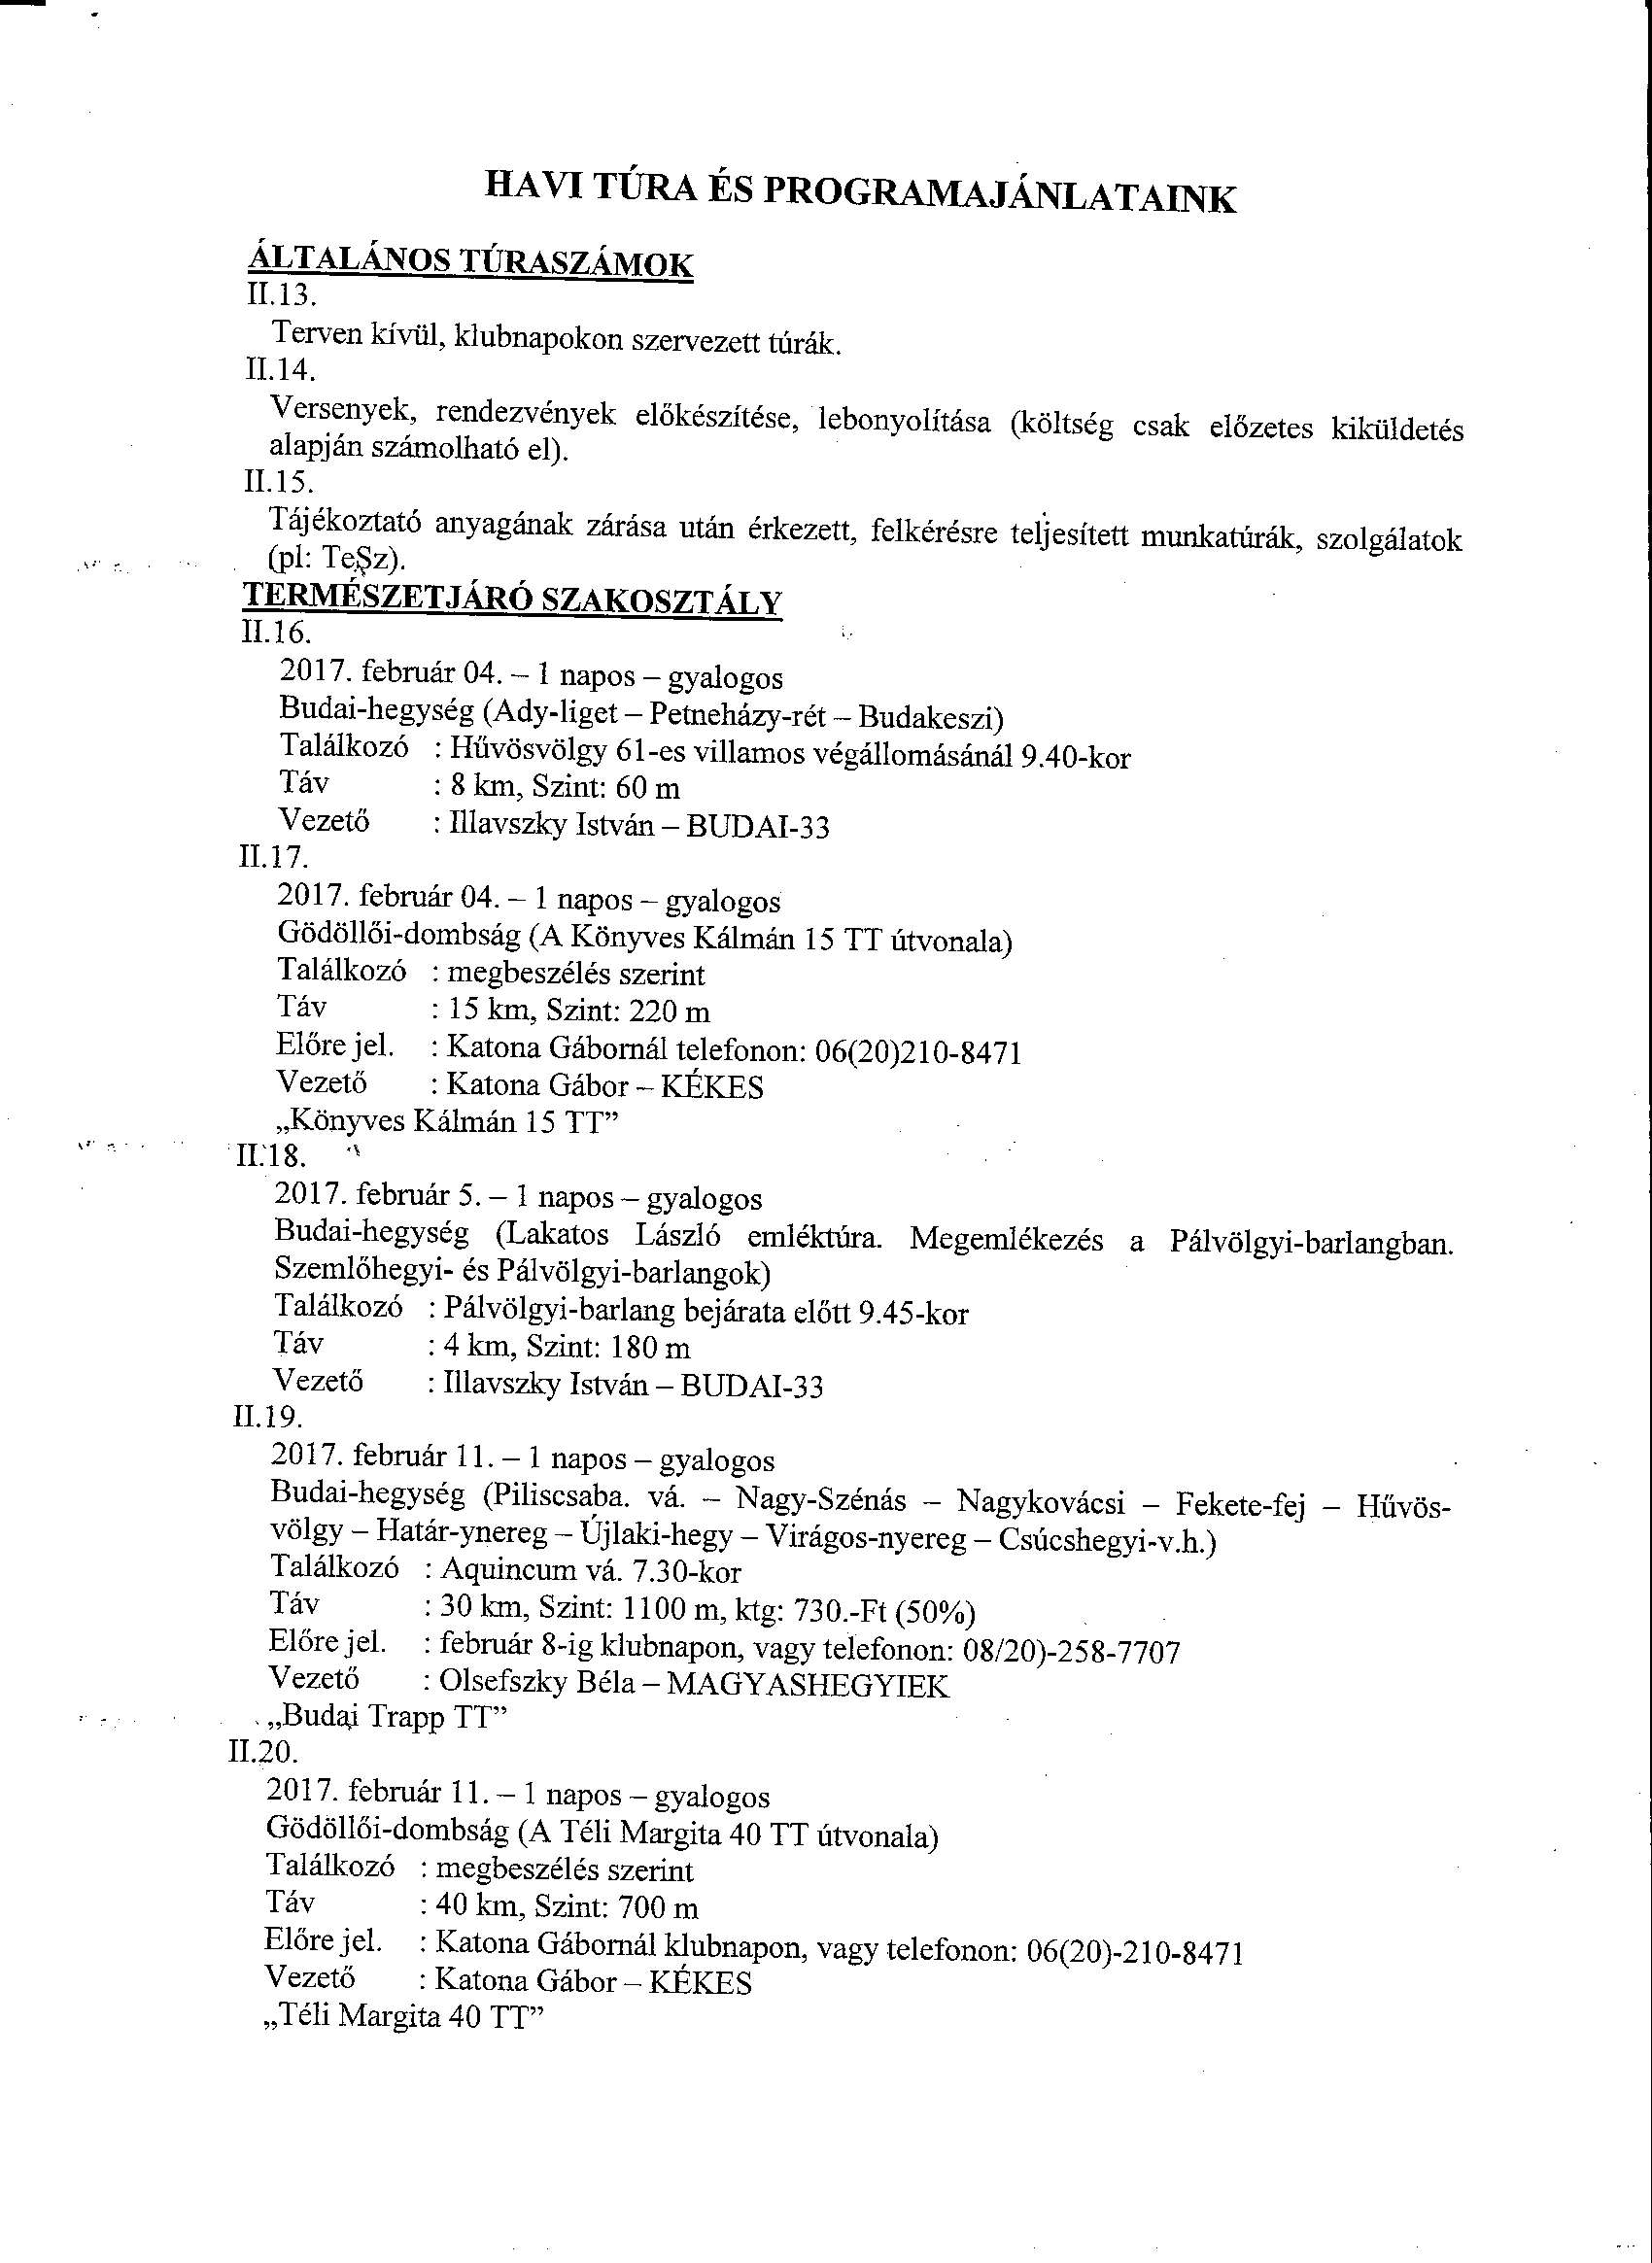 HAVI TÚRA ÉS PROGRAMAJÁNLATAINK
ÁLTALÁNOS TÚRASZÁMOK
II.13.
Terven kívül, klubnapokon szervezett túrák.
II.14.
Versenyek, rendezvények előkészítése, lebonyolítása (költség csak előzetes kiküldetés
alapján számolható el).
II.15.
Tájékoztató anyagának zárása után érkezett, felkérésre teljesített munkatúrák, szolgálatok
(pl: TeSz).
TERMÉSZETJÁRÓ SZAKOSZTÁLY
II.16.
2017. február 04. – 1 napos – gyalogos
Budai-hegység (Ady-liget – Petneházy-rét – Budakeszi)
Találkozó : Hűvösvölgy 61-es villamos végállomásánál 9.40-kor
Táv : 8 km, Szint: 60 m
Vezető : Illavszky István – BUDAI-33
II.17.
2017. február 04. – 1 napos – gyalogos
Gödöllői-dombság (A Könyves Kálmán 15 TT útvonala)
Találkozó : megbeszélés szerint
Táv : 15 km, Szint: 220 m
Előre jel. : Katona Gábornál telefonon: 06(20)210-8471
Vezető : Katona Gábor – KÉKES
„Könyves Kálmán 15 TT”
II.18.
2017. február 5. – 1 napos – gyalogos
Budai-hegység (Lakatos László emléktúra. Megemlékezés a Pálvölgyi-barlangban.
Szemlőhegyi- és Pálvölgyi-barlangok)
Találkozó : Pálvölgyi-barlang bejárata előtt 9.45-kor
Táv : 4 km, Szint: 180 m
Vezető : Illavszky István – BUDAI-33
II.19.
2017. február 11. – 1 napos – gyalogos
Budai-hegység (Piliscsaba. vá. – Nagy-Szénás – Nagykovácsi – Fekete-fej – Hűvös-
völgy – Határ-ynereg – Újlaki-hegy – Virágos-nyereg – Csúcshegyi-v.h.)
Találkozó : Aquincum vá. 7.30-kor
Táv : 30 km, Szint: 1100 m, ktg: 730.-Ft (50%)
Előre jel. : február 8-ig klubnapon, vagy telefonon: 08/20)-258-7707
Vezető : Olsefszky Béla – MAGYASHEGYIEK
„Budai Trapp TT”
II.20.
2017. február 11. – 1 napos – gyalogos
Gödöllői-dombság (A Téli Margita 40 TT útvonala)
Találkozó : megbeszélés szerint
Táv : 40 km, Szint: 700 m
Előre jel. : Katona Gábornál klubnapon, vagy telefonon: 06(20)-210-8471
Vezető : Katona Gábor – KÉKES
„Téli Margita 40 TT”